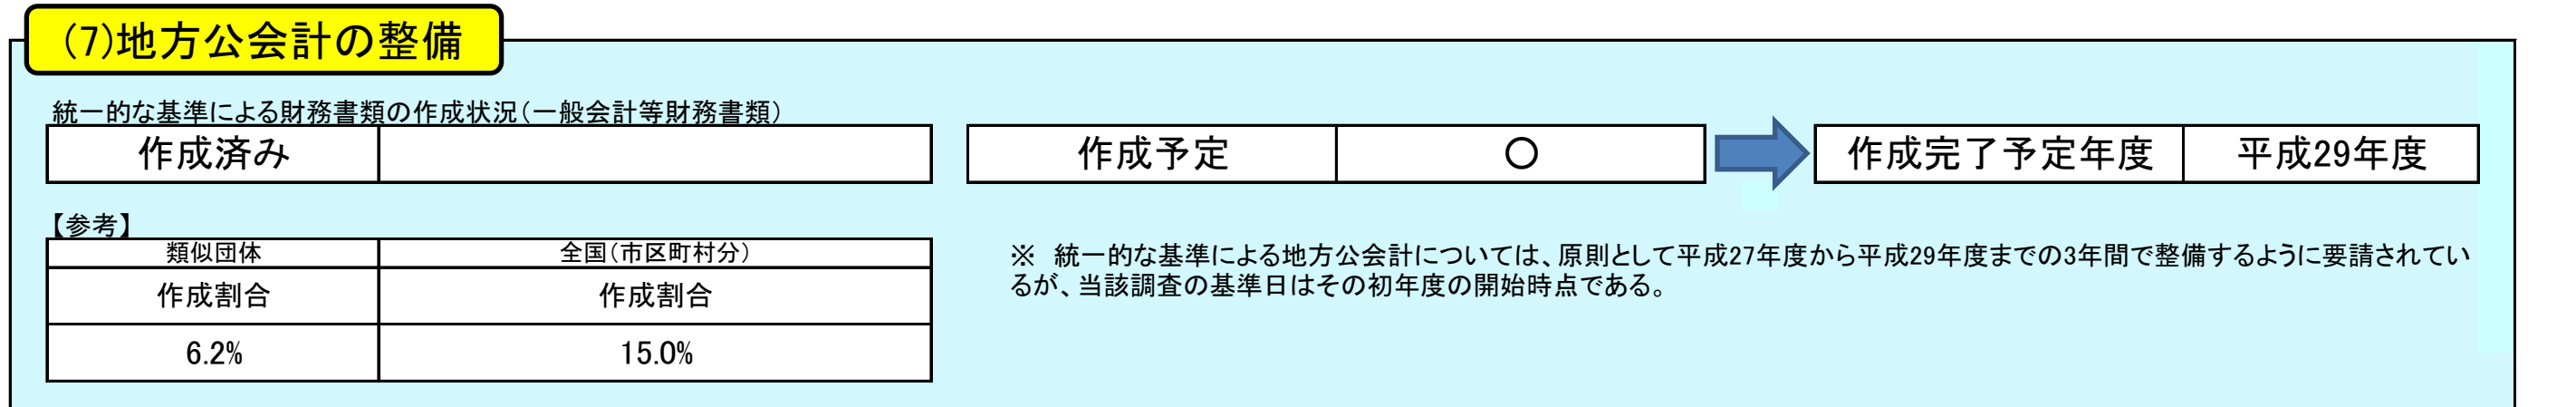 (7)地方公会計の整備
統一的な基準による財務書類の作成状況(一般会計等財務書類)
作成済み
作成予定 ○
作成完了予定年度 平成29年度
【参考】
類似団体 全国(市区町村分)
作成割合 作成割合
6.2% 15.0%
※ 統一的な基準による地方公会計については、原則として平成27年度から平成29年度までの3年間で整備するように要請されてい
るが、当該調査の基準日はその初年度の開始時点である。